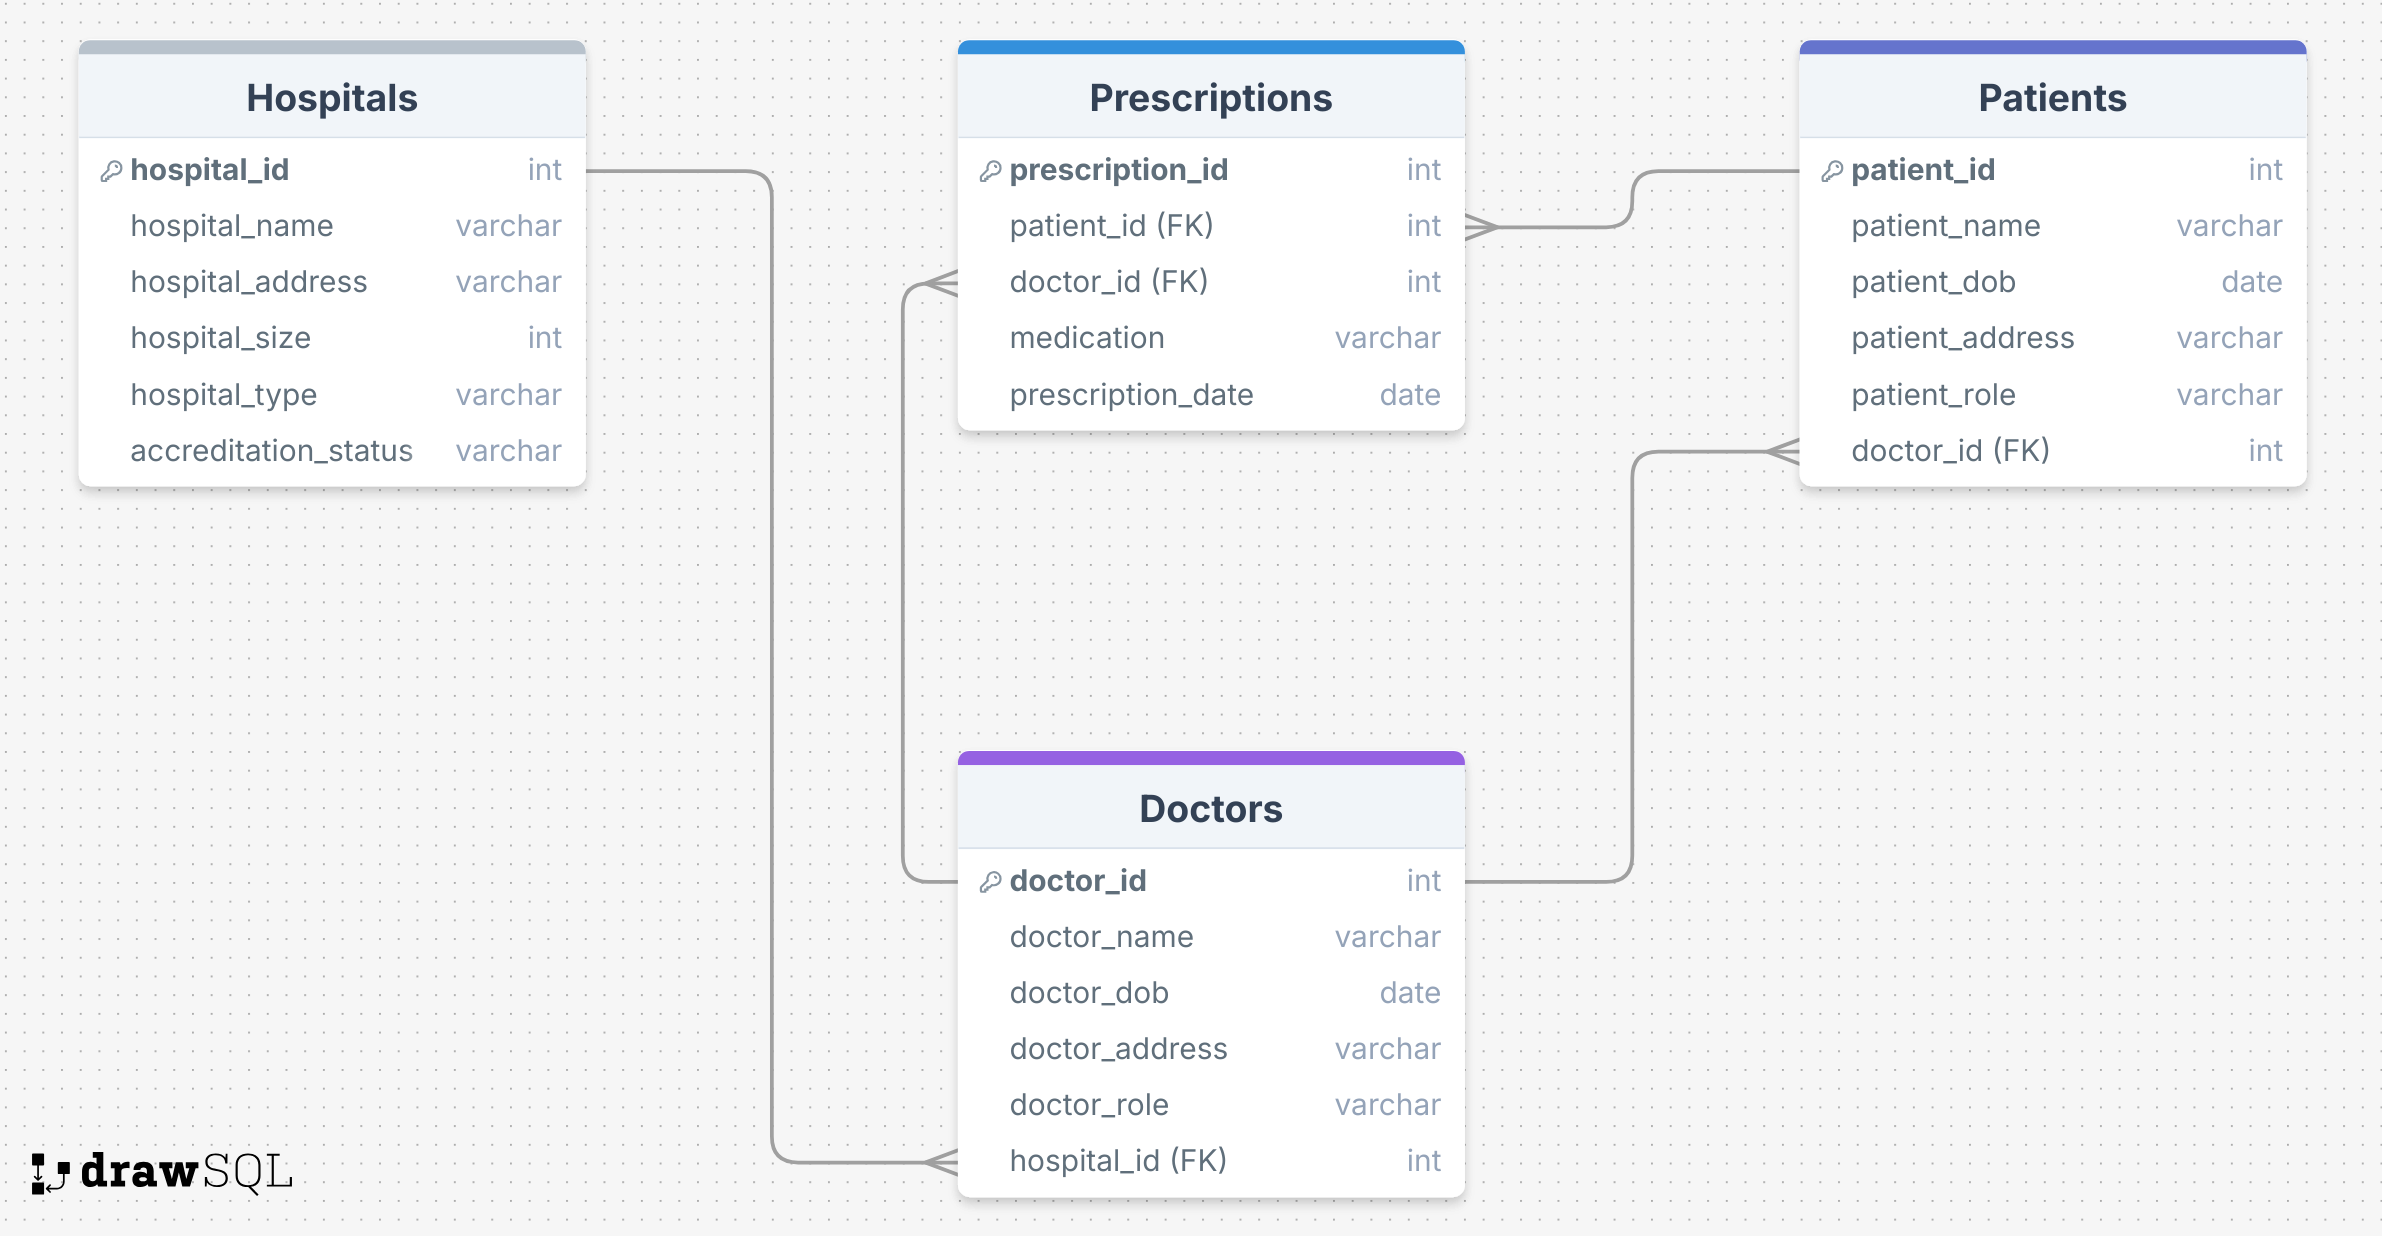 Hospitals
hospital_id int
hospital_name varchar
hospital_address varchar
hospital_size int
hospital_type varchar
accreditation_status varchar
Prescriptions
prescription_id int
patient_id (FK) int
doctor_id (FK) int
medication varchar
prescription_date date
Patients
patient_id int
patient_name varchar
patient_dob date
patient_address varchar
patient_role varchar
doctor_id (FK) int
Doctors
doctor_id int
doctor_name varchar
doctor_dob date
doctor_address varchar
doctor_role varchar
hospital_id (FK) int
drawSQL